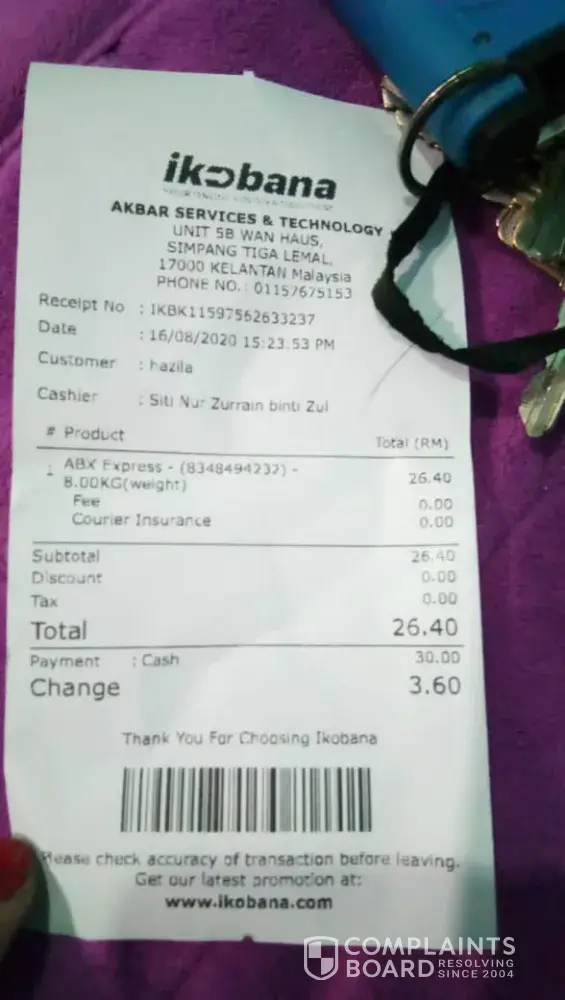 ikobana
AKBAR SERVICES & TECHNOLOGY
UNIT 5B WAN HAUS,
SIMPANG TIGA LEMAL,
17000 KELANTAN Malaysia
PHONE NO.: 01157675153
Receipt No : IKBK11597562633237
Date : 16/08/2020 15:23.53 PM
Customer : hazila
Cashier : Siti Nur Zurrain binti Zul
# Product Total (RM)
1 ABX Express - (8348494232) - 26.40
8.00KG(weight)
Fee 0.00
Courier Insurance 0.00
Subtotal 26.40
Discount 0.00
Tax 0.00
Total 26.40
Payment : Cash 30.00
Change 3.60
Thank You For Choosing Ikobana
Please check accuracy of transaction before leaving.
Get our latest promotion at:
www.ikobana.com
COMPLAINTS
BOARD RESOLVING SINCE 2004